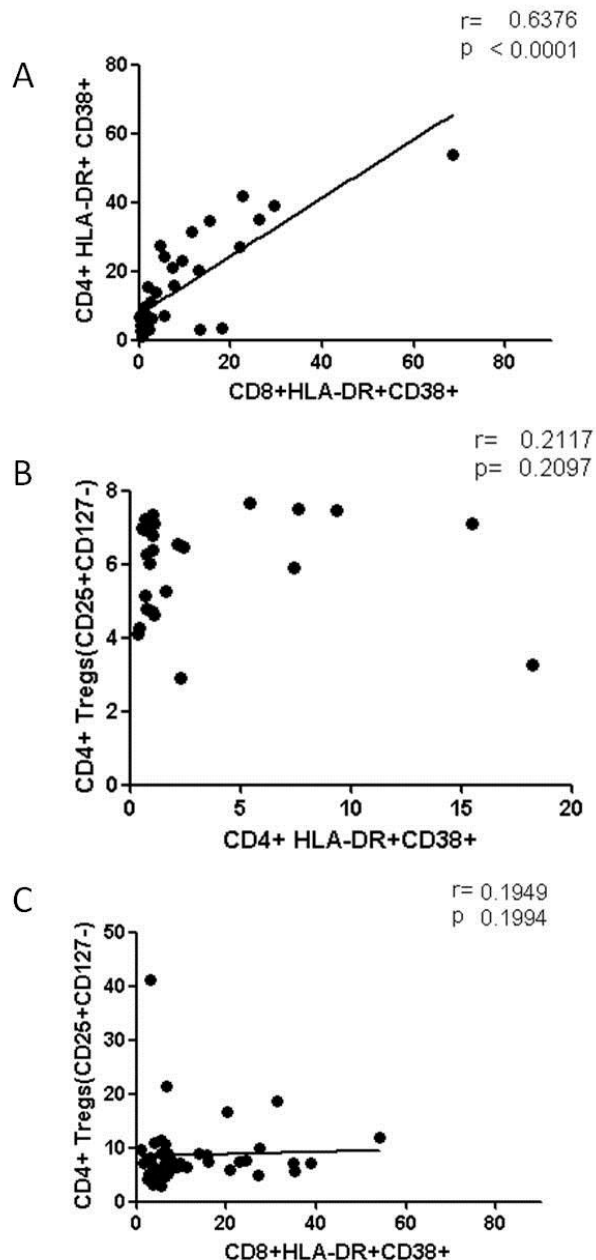 r= 0.6376
p < 0.0001
A
CD4+ HLA-DR+ CD38+
80
60
40
20
0
0 20 40 60 80
CD8+HLA-DR+CD38+
r= 0.2117
p= 0.2097
B
CD4+ Tregs(CD25+CD127-)
8
6
4
2
0
0 5 10 15 20
CD4+ HLA-DR+CD38+
r= 0.1949
p 0.1994
C
CD4+ Tregs(CD25+CD127-)
50
40
30
20
10
0
0 20 40 60 80
CD8+HLA-DR+CD38+